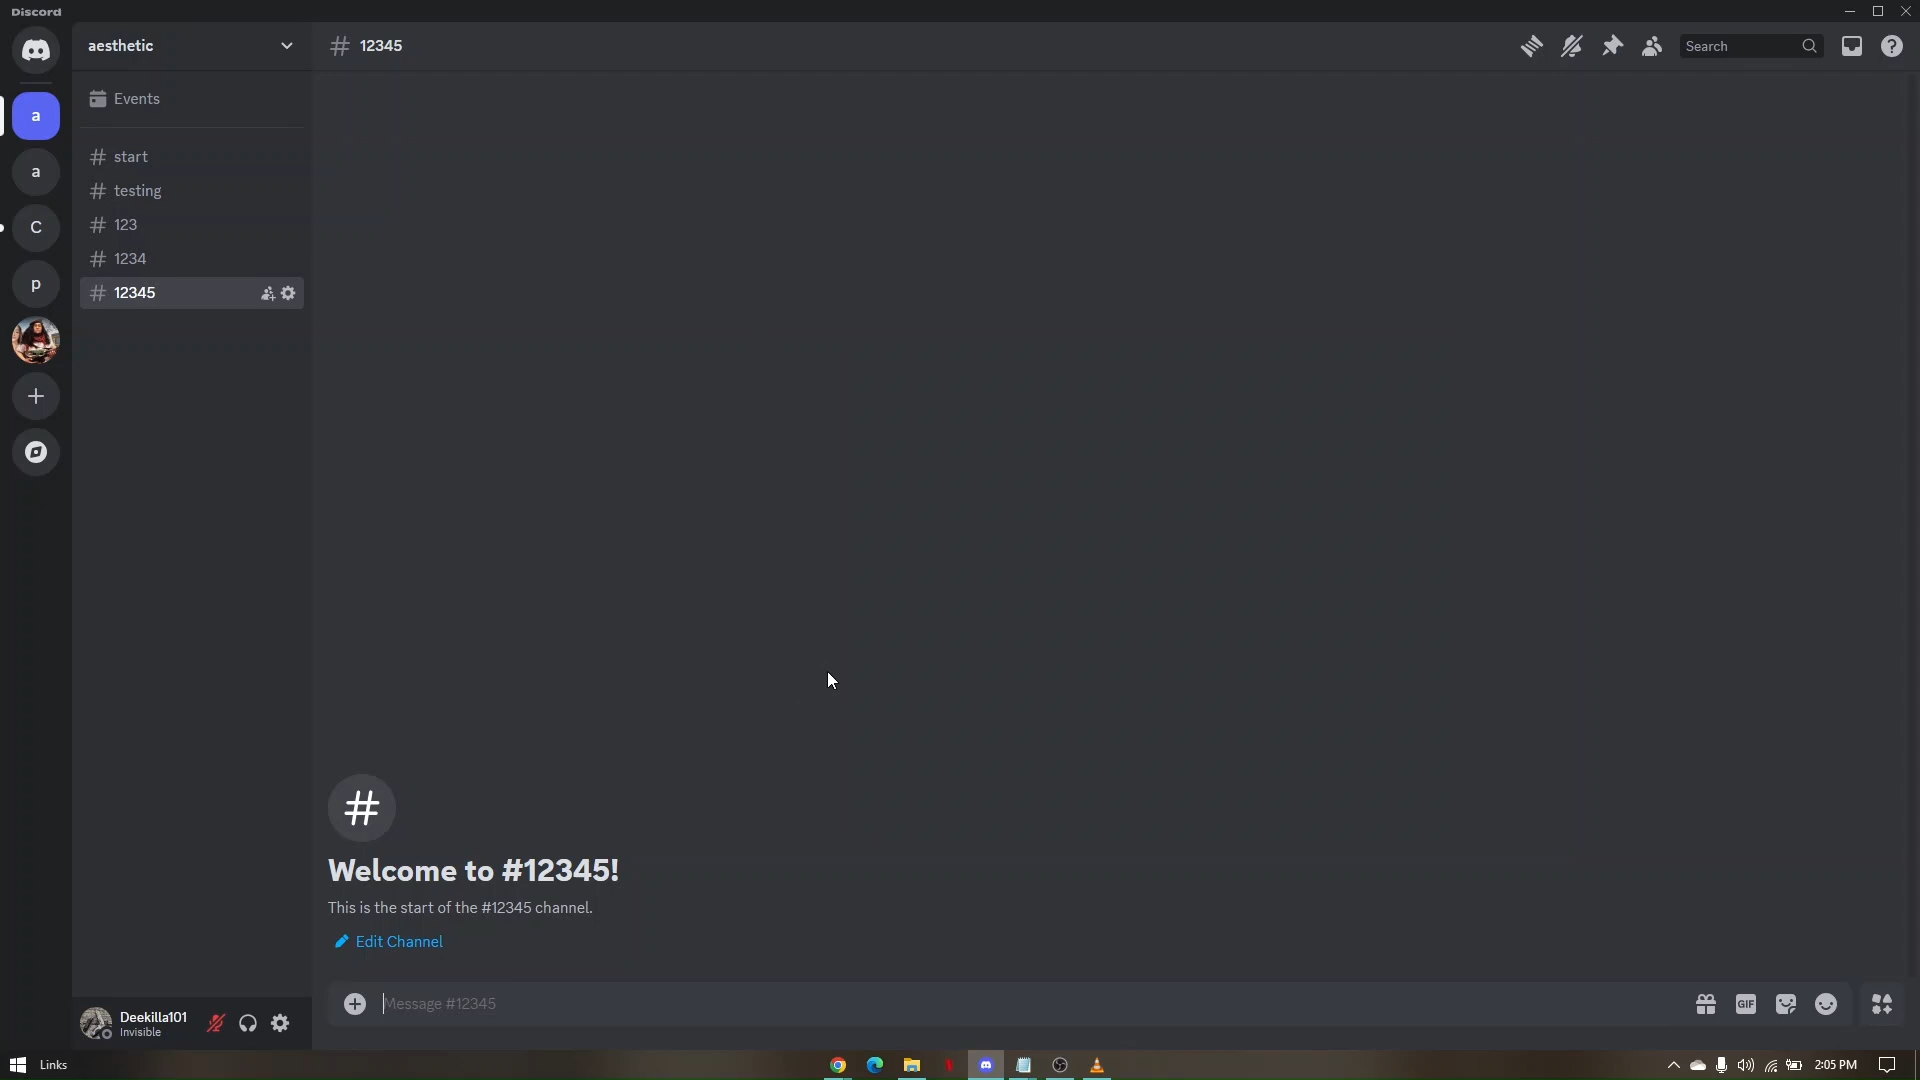 Discord
aesthetic
12345
Search
Events
a
start
a
testing
123
C
1234
p
12345
Welcome to #12345!
This is the start of the #12345 channel.
Edit Channel
Message #12345
GIF
Deekilla101
Invisible
Links
2:05 PM